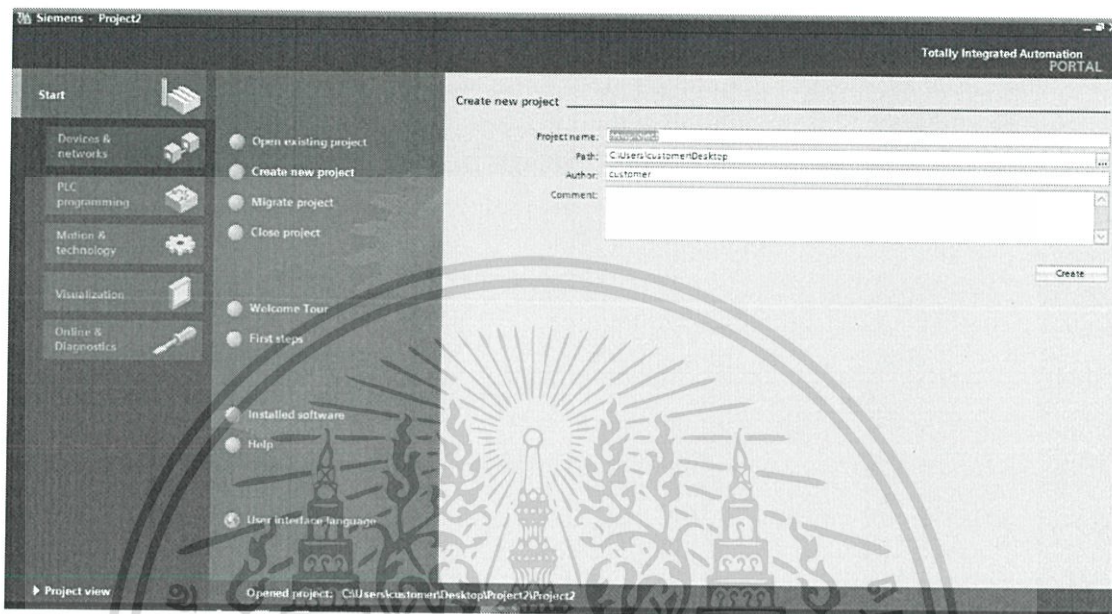 Siemens - Project2
Totally Integrated Automation
PORTAL
Start
Devices &
networks
PLC
programming
Motion &
technology
Visualization
Online &
Diagnostics
Open existing project
Create new project
Migrate project
Close project
Welcome Tour
First steps
Installed software
Help
User interface language
Create new project
Project name:
Path: C:\Users\customer\Desktop
...
Author: customer
Comment:
Create
Project view
Opened project: C:\Users\customer\Desktop\Project2\Project2